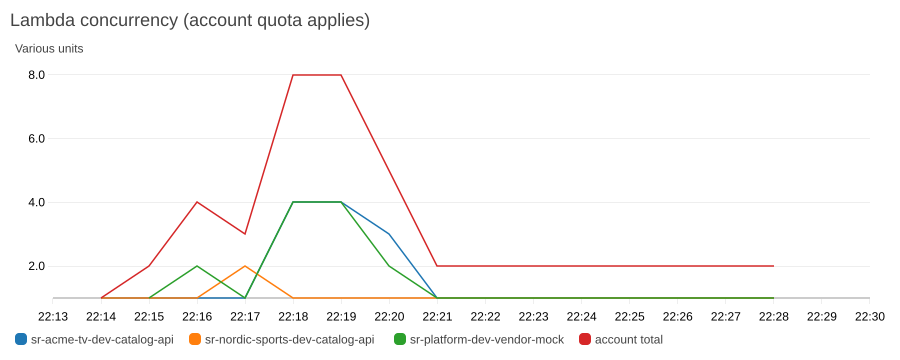 Lambda concurrency (account quota applies)
Various units
8.0
6.0
4.0
2.0
22:13 22:14 22:15 22:16 22:17 22:18 22:19 22:20 22:21 22:22 22:23 22:24 22:25 22:26 22:27 22:28 22:29 22:30
sr-acme-tv-dev-catalog-api sr-nordic-sports-dev-catalog-api sr-platform-dev-vendor-mock account total